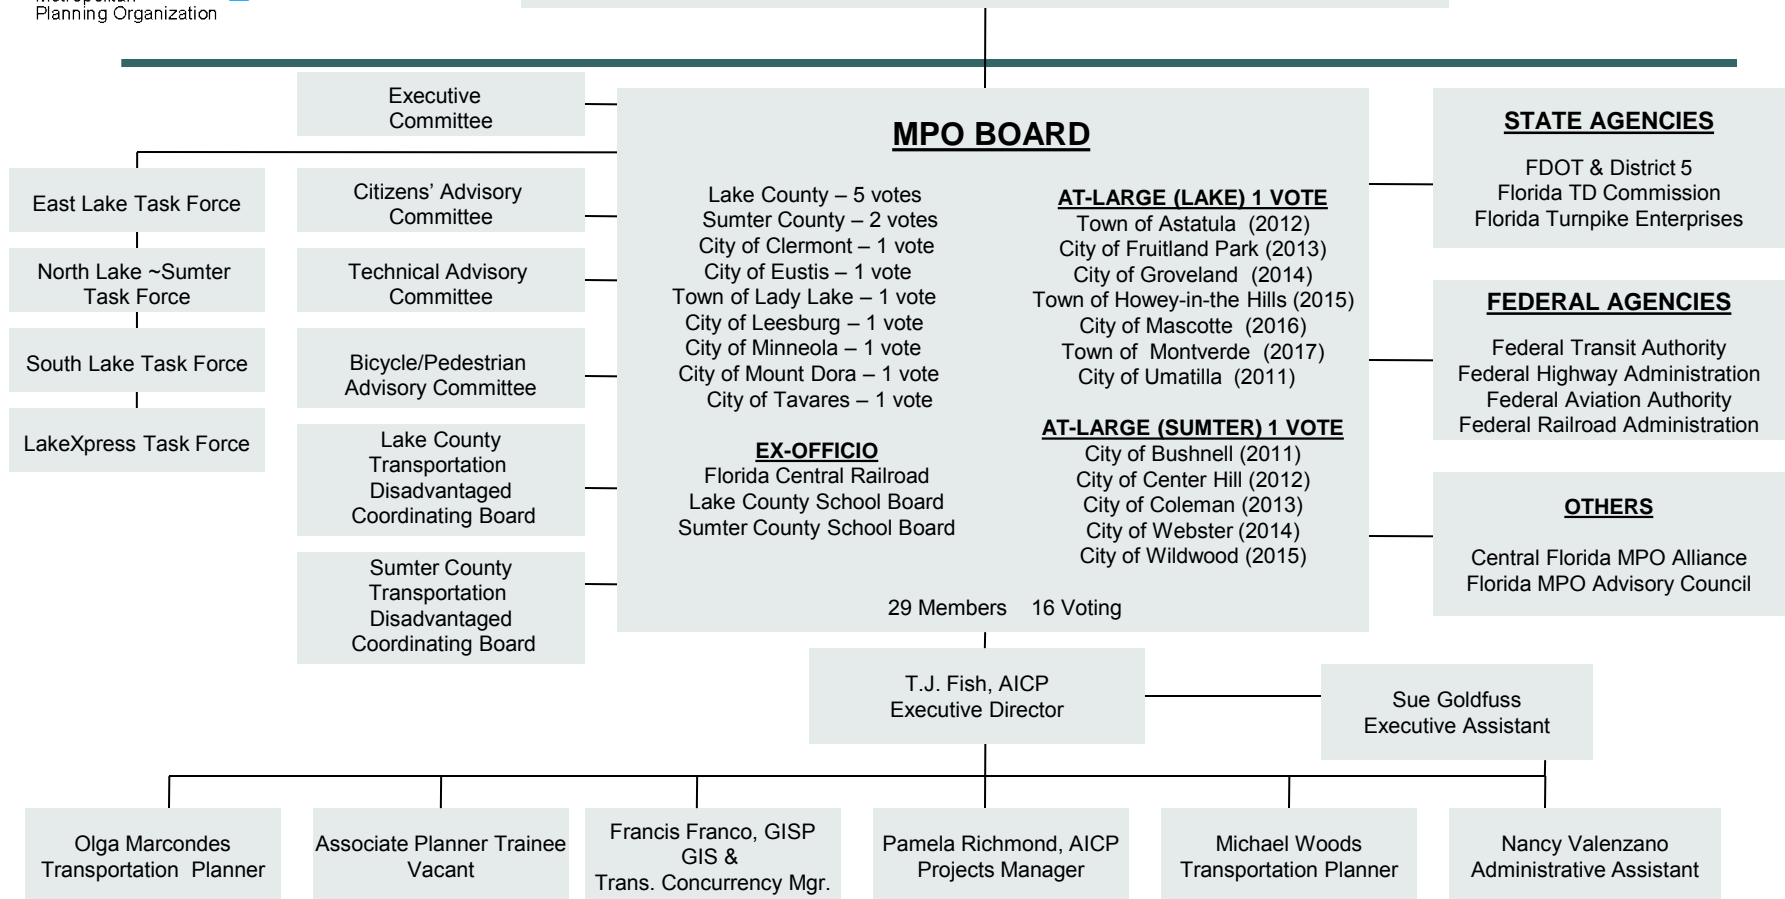 Planning Organization
Executive
Committee
East Lake Task Force
North Lake ~Sumter
Task Force
South Lake Task Force
LakeXpress Task Force
Citizens’ Advisory
Committee
Technical Advisory
Committee
Bicycle/Pedestrian
Advisory Committee
Lake County
Transportation
Disadvantaged
Coordinating Board
Sumter County
Transportation
Disadvantaged
Coordinating Board
MPO BOARD
Lake County – 5 votes
Sumter County – 2 votes
City of Clermont – 1 vote
City of Eustis – 1 vote
Town of Lady Lake – 1 vote
City of Leesburg – 1 vote
City of Minneola – 1 vote
City of Mount Dora – 1 vote
City of Tavares – 1 vote
EX-OFFICIO
Florida Central Railroad
Lake County School Board
Sumter County School Board
AT-LARGE (LAKE) 1 VOTE
Town of Astatula (2012)
City of Fruitland Park (2013)
City of Groveland (2014)
Town of Howey-in-the Hills (2015)
City of Mascotte (2016)
Town of Montverde (2017)
City of Umatilla (2011)
AT-LARGE (SUMTER) 1 VOTE
City of Bushnell (2011)
City of Center Hill (2012)
City of Coleman (2013)
City of Webster (2014)
City of Wildwood (2015)
29 Members 16 Voting
STATE AGENCIES
FDOT & District 5
Florida TD Commission
Florida Turnpike Enterprises
FEDERAL AGENCIES
Federal Transit Authority
Federal Highway Administration
Federal Aviation Authority
Federal Railroad Administration
OTHERS
Central Florida MPO Alliance
Florida MPO Advisory Council
T.J. Fish, AICP
Executive Director
Sue Goldfuss
Executive Assistant
Olga Marcondes
Transportation Planner
Associate Planner Trainee
Vacant
Francis Franco, GISP
GIS &
Trans. Concurrency Mgr.
Pamela Richmond, AICP
Projects Manager
Michael Woods
Transportation Planner
Nancy Valenzano
Administrative Assistant